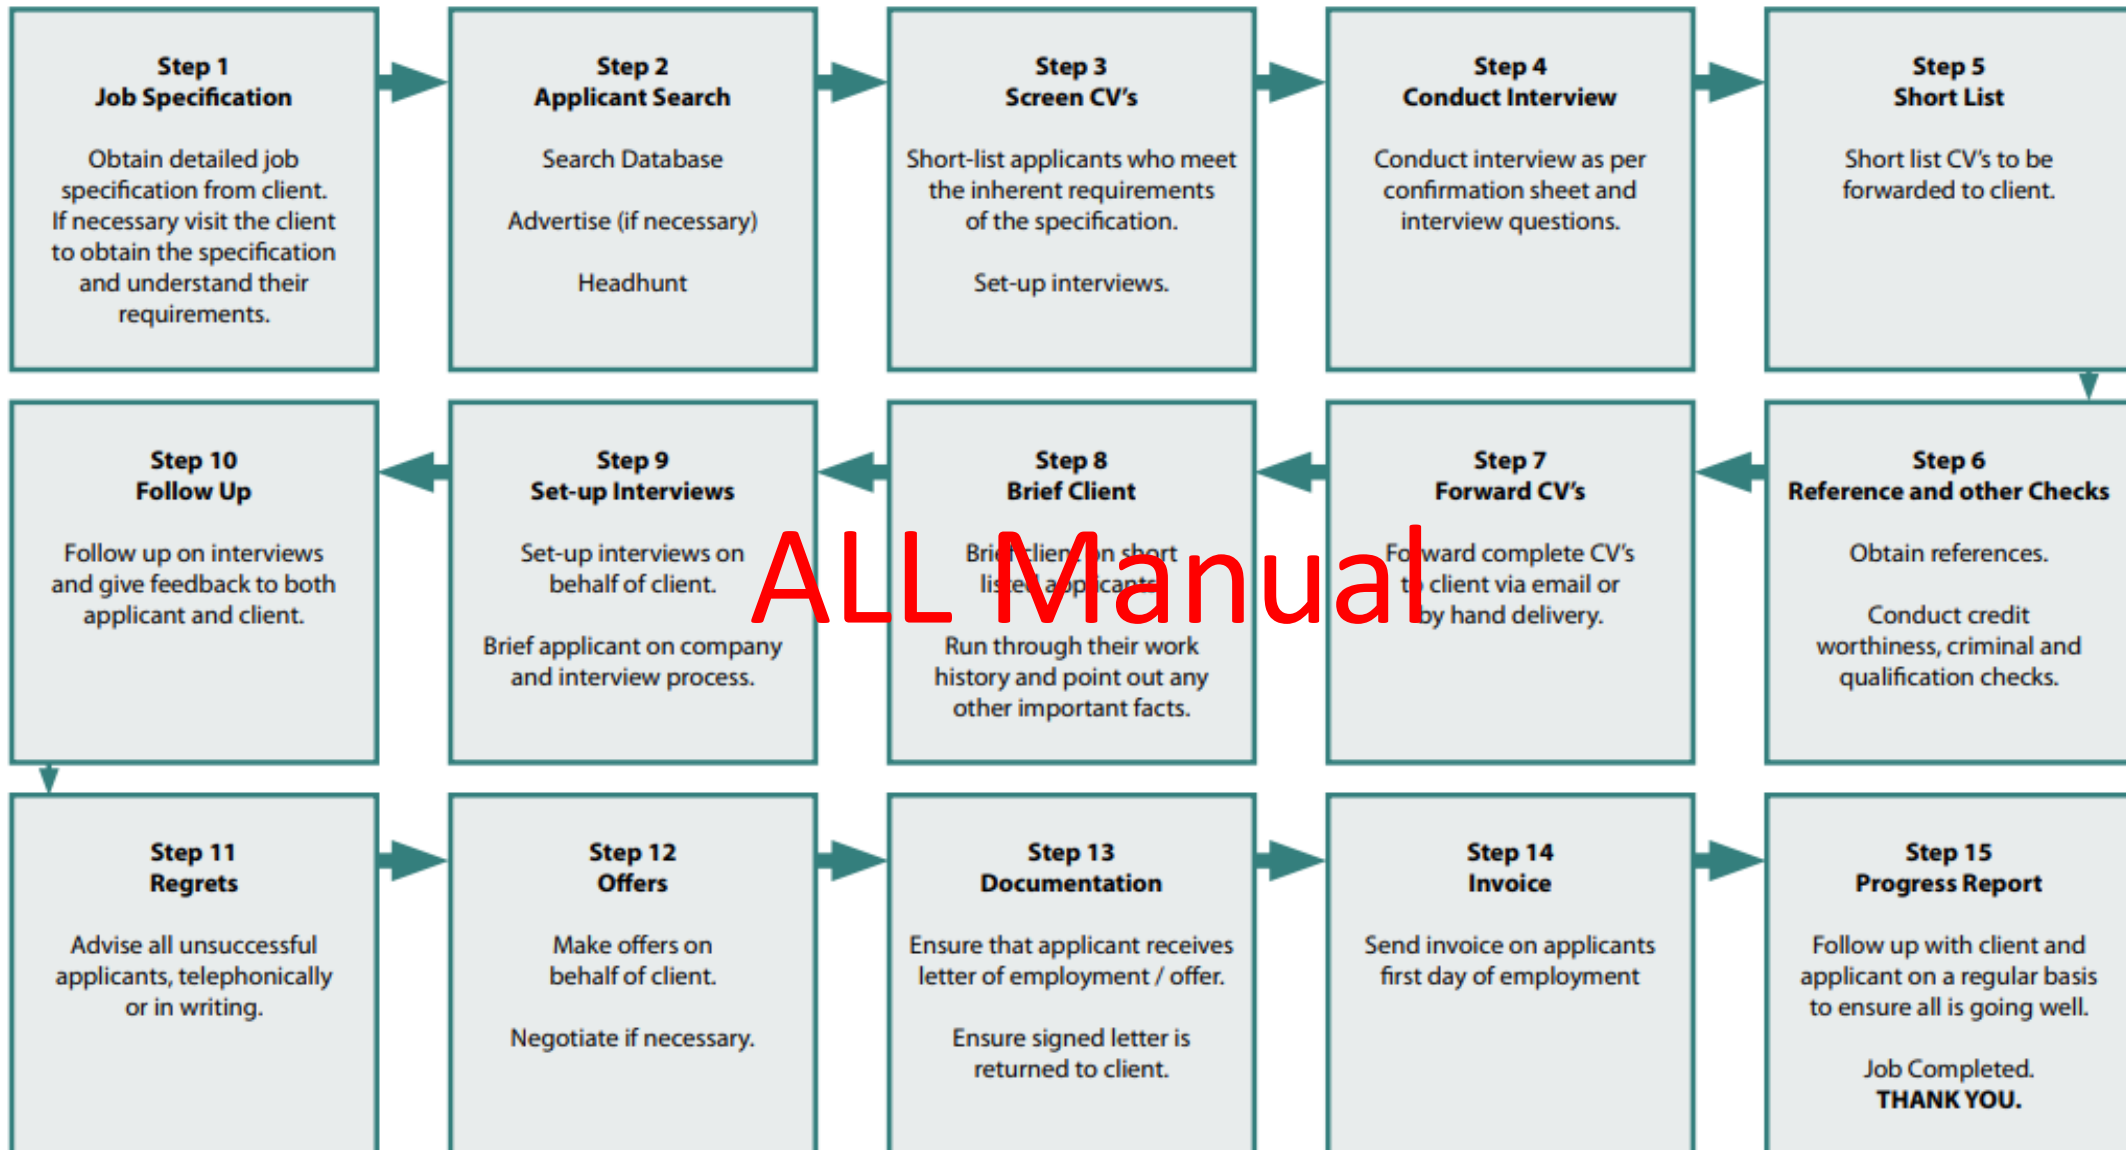 Step 1
Job Specification
Obtain detailed job
specification from client.
If necessary visit the client
to obtain the specification
and understand their
requirements.
Step 2
Applicant Search
Search Database
Advertise (if necessary)
Headhunt
Step 3
Screen CV's
Short-list applicants who meet
the inherent requirements
of the specification.
Set-up interviews.
Step 4
Conduct Interview
Conduct interview as per
confirmation sheet and
interview questions.
Step 5
Short List
Short list CV's to be
forwarded to client.
Step 6
Reference and other Checks
Obtain references.
Conduct credit
worthiness, criminal and
qualification checks.
Step 7
Forward CV's
Forward complete CV's
to client via email or
by hand delivery.
Step 8
Brief Client
Brief client on short
listed applicants.
Run through their work
history and point out any
other important facts.
Step 9
Set-up Interviews
Set-up interviews on
behalf of client.
Brief applicant on company
and interview process.
Step 10
Follow Up
Follow up on interviews
and give feedback to both
applicant and client.
ALL Manual
Step 11
Regrets
Advise all unsuccessful
applicants, telephonically
or in writing.
Step 12
Offers
Make offers on
behalf of client.
Negotiate if necessary.
Step 13
Documentation
Ensure that applicant receives
letter of employment / offer.
Ensure signed letter is
returned to client.
Step 14
Invoice
Send invoice on applicants
first day of employment
Step 15
Progress Report
Follow up with client and
applicant on a regular basis
to ensure all is going well.
Job Completed.
THANK YOU.